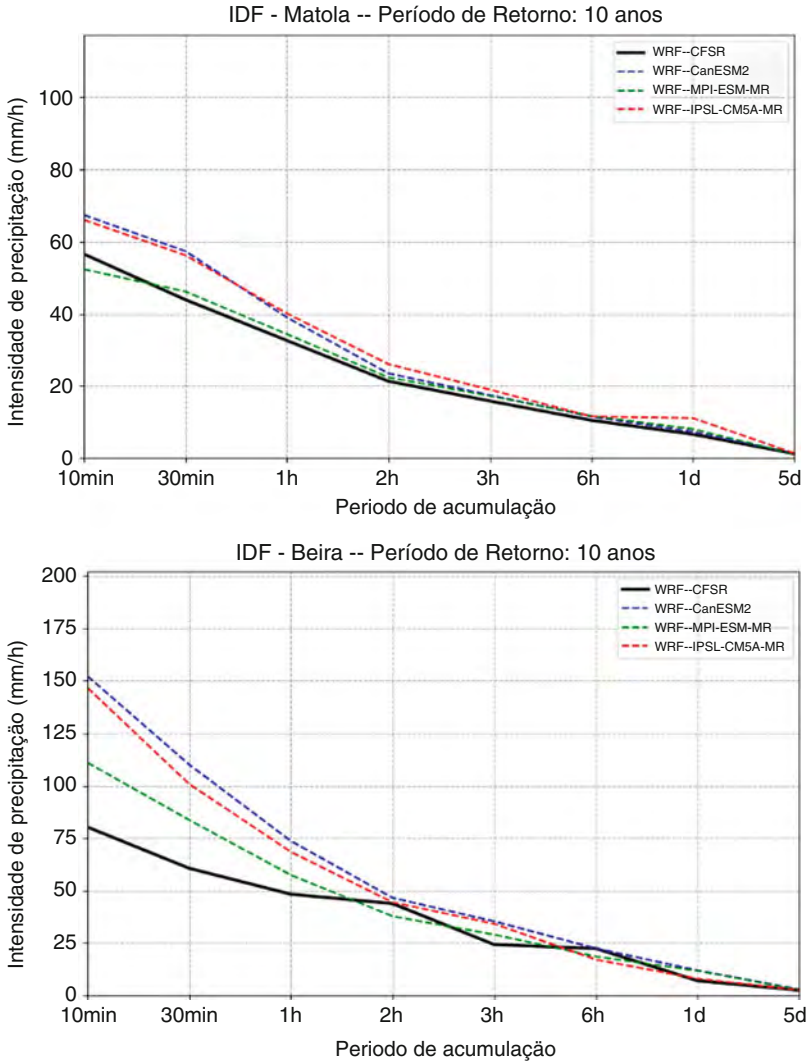 IDF - Matola -- Período de Retorno: 10 anos
WRF--CFSR
WRF--CanESM2
WRF--MPI-ESM-MR
WRF--IPSL-CM5A-MR
Intensidade de precipitação (mm/h)
100
80
60
40
20
0
10min 30min 1h 2h 3h 6h 1d 5d
Periodo de acumulação
IDF - Beira -- Período de Retorno: 10 anos
WRF--CFSR
WRF--CanESM2
WRF--MPI-ESM-MR
WRF--IPSL-CM5A-MR
Intensidade de precipitação (mm/h)
200
175
150
125
100
75
50
25
0
10min 30min 1h 2h 3h 6h 1d 5d
Periodo de acumulação